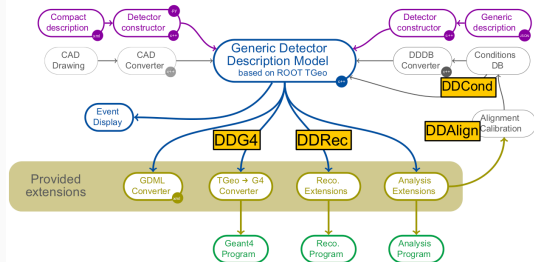 Compact
description
xml
Detector
constructor
py
c++
Generic Detector
Description Model
based on ROOT TGeo
c++
Detector
constructor
c++
Generic
description
CAD
Drawing
CAD
Converter
c++
DDDB
Converter
c++
Conditions
DB
DDCond
Event
Display
DDG4
DDRec
DDAlign
Alignment
Calibration
Provided
extensions
GDML
Converter
TGeo → G4
Converter
Reco.
Extensions
Analysis
Extensions
Geant4
Program
Reco.
Program
Analysis
Program